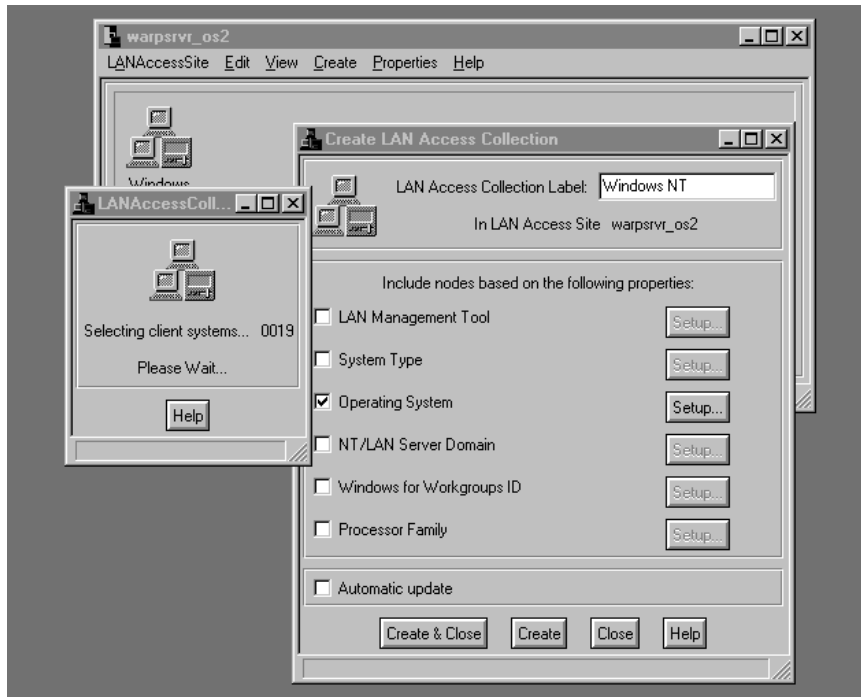 warpsrvr_os2
LANAccessSite Edit View Create Properties Help
Windows
Create LAN Access Collection
LAN Access Collection Label: Windows NT
In LAN Access Site warpsrvr_os2
Include nodes based on the following properties:
LAN Management Tool Setup...
System Type Setup...
Operating System Setup...
NT/LAN Server Domain Setup...
Windows for Workgroups ID Setup...
Processor Family Setup...
Automatic update
Create & Close Create Close Help
LANAccessColl...
Selecting client systems... 0019
Please Wait...
Help